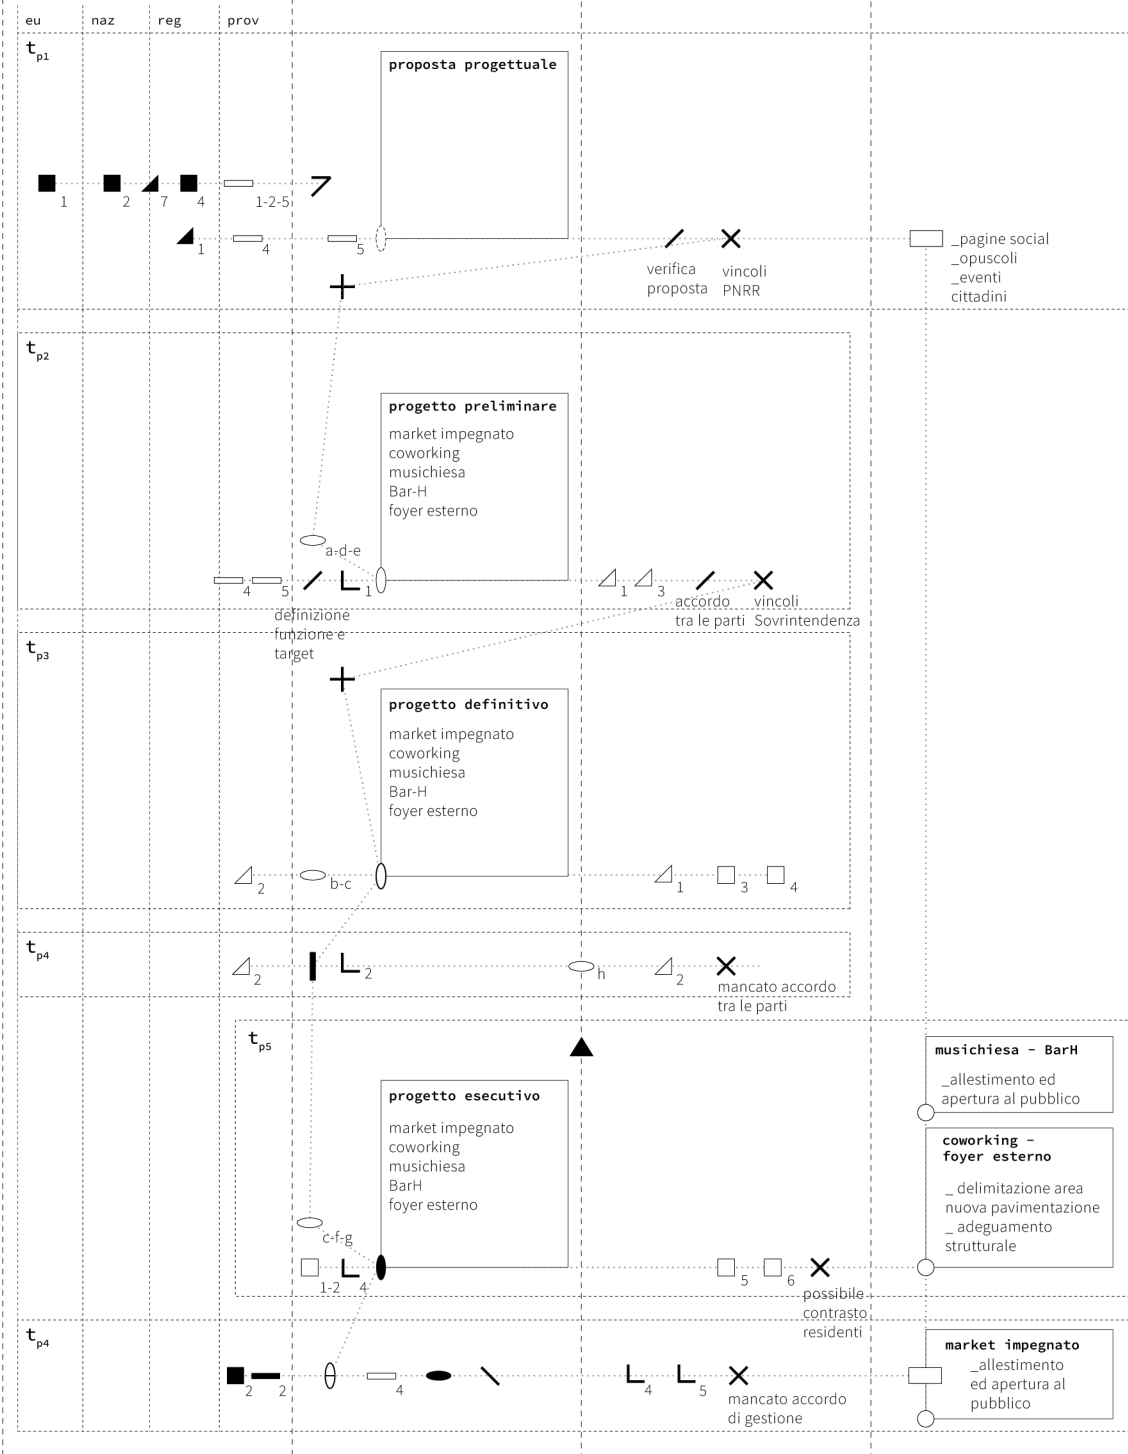 eu naz reg prov
tp1
proposta progettuale
1 2 7 4 1-2-5
1 4 5
verifica
proposta
vincoli
PNRR
_pagine social
_opuscoli
_eventi
cittadini
tp2
progetto preliminare
market impegnato
coworking
musichiesa
Bar-H
foyer esterno
a-d-e
4 5 1 1 3
definizione
funzione e
target
accordo
tra le parti
vincoli
Sovrintendenza
tp3
progetto definitivo
market impegnato
coworking
musichiesa
Bar-H
foyer esterno
2 b-c 1 3 4
tp4
2 2 h 2
mancato accordo
tra le parti
tp5
progetto esecutivo
market impegnato
coworking
musichiesa
BarH
foyer esterno
c-f-g
1-2 4 5 6
possibile
contrasto
residenti
musichiesa - BarH
_allestimento ed
apertura al pubblico
coworking -
foyer esterno
_ delimitazione area
nuova pavimentazione
_ adeguamento
strutturale
tp4
2 2 4 4 5
mancato accordo
di gestione
market impegnato
_allestimento
ed apertura al
pubblico